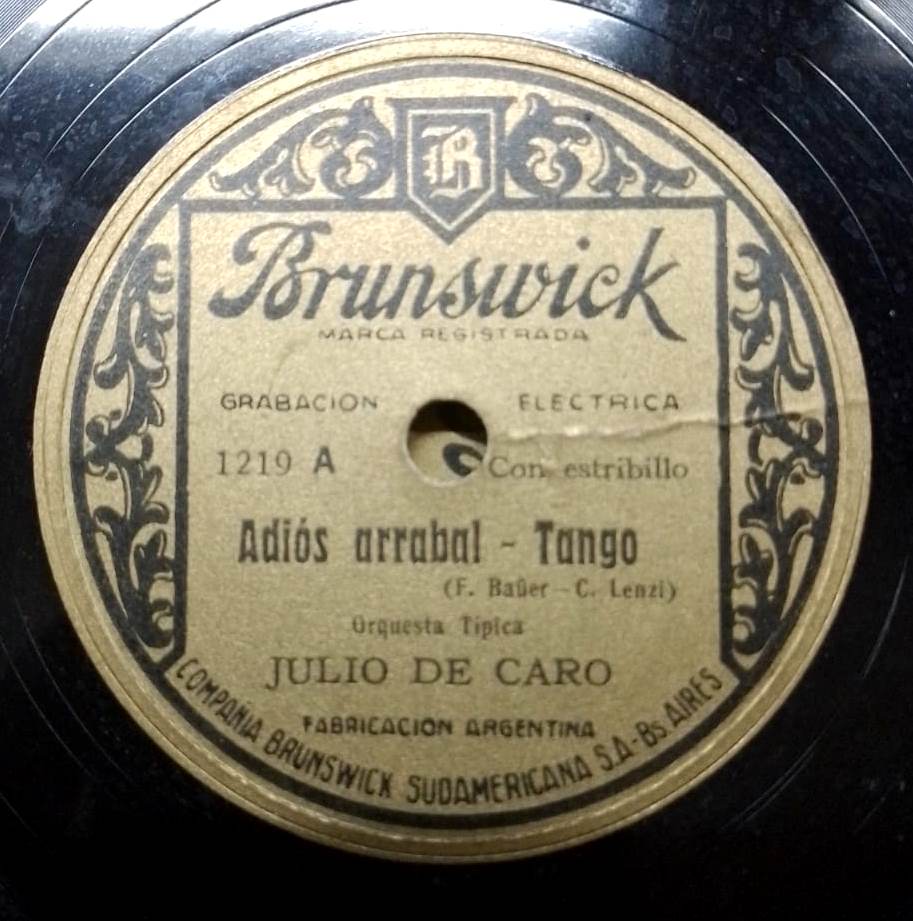 B
Brunswick
MARCA REGISTRADA
GRABACION ELECTRICA
1219 A Con estribillo
Adiós arrabal - Tango
(F. Baüer - C. Lenzi)
Orquesta Típica
JULIO DE CARO
FABRICACION ARGENTINA
COMPAÑIA BRUNSWICK SUDAMERICANA S.A.-Bs. AIRES